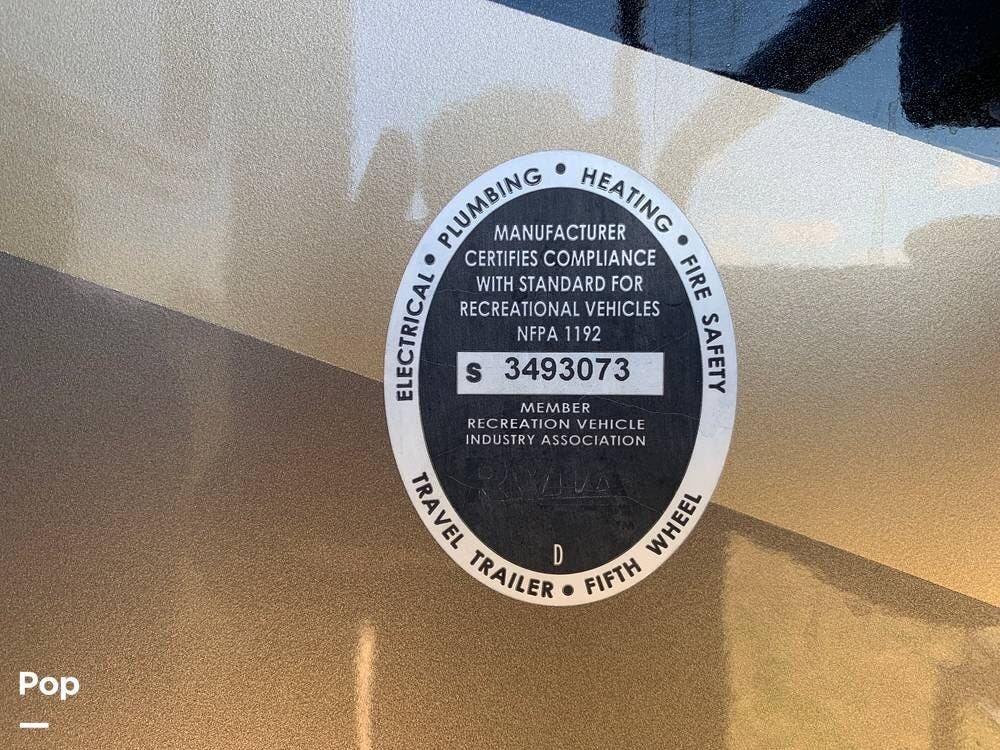 ELECTRICAL • PLUMBING • HEATING • FIRE SAFETY
MANUFACTURER
CERTIFIES COMPLIANCE
WITH STANDARD FOR
RECREATIONAL VEHICLES
NFPA 1192
S 3493073
MEMBER
RECREATION VEHICLE
INDUSTRY ASSOCIATION
RVIA
TM
D
TRAVEL TRAILER • FIFTH WHEEL
Pop